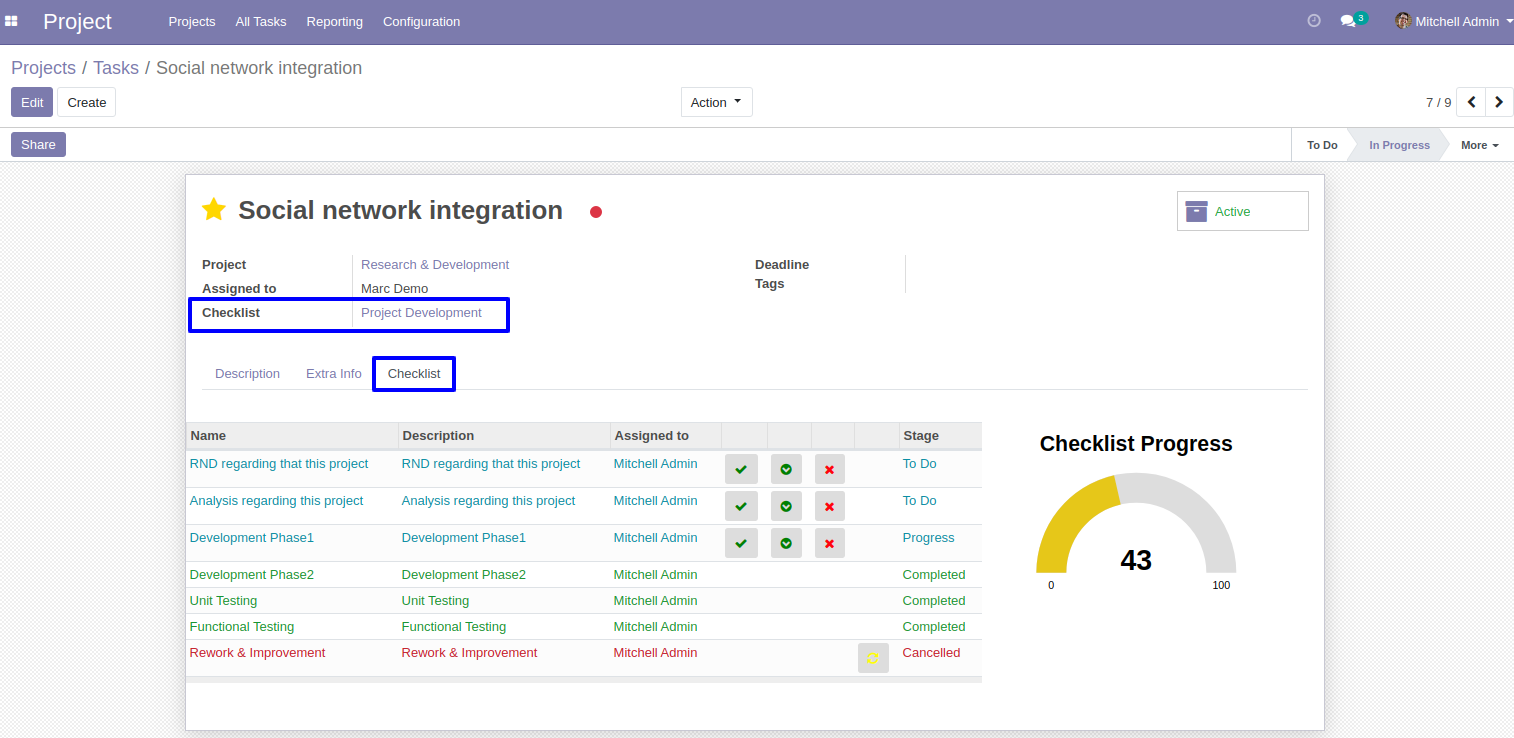 Project Projects All Tasks Reporting Configuration 3 Mitchell Admin
Projects / Tasks / Social network integration
Edit Create Action 7 / 9
Share To Do In Progress More
Social network integration Active
Project Research & Development Deadline
Assigned to Marc Demo Tags
Checklist Project Development
Description Extra Info Checklist
Name Description Assigned to Stage
RND regarding that this project RND regarding that this project Mitchell Admin To Do
Analysis regarding this project Analysis regarding this project Mitchell Admin To Do
Development Phase1 Development Phase1 Mitchell Admin Progress
Development Phase2 Development Phase2 Mitchell Admin Completed
Unit Testing Unit Testing Mitchell Admin Completed
Functional Testing Functional Testing Mitchell Admin Completed
Rework & Improvement Rework & Improvement Mitchell Admin Cancelled
Checklist Progress
43
0 100